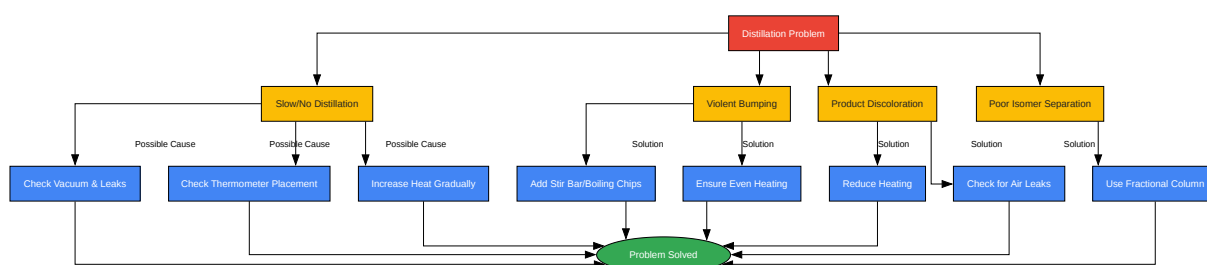 Distillation Problem
Slow/No Distillation
Violent Bumping
Product Discoloration
Poor Isomer Separation
Possible Cause
Possible Cause
Possible Cause
Solution
Solution
Solution
Solution
Solution
Check Vacuum & Leaks
Check Thermometer Placement
Increase Heat Gradually
Add Stir Bar/Boiling Chips
Ensure Even Heating
Reduce Heating
Check for Air Leaks
Use Fractional Column
Problem Solved